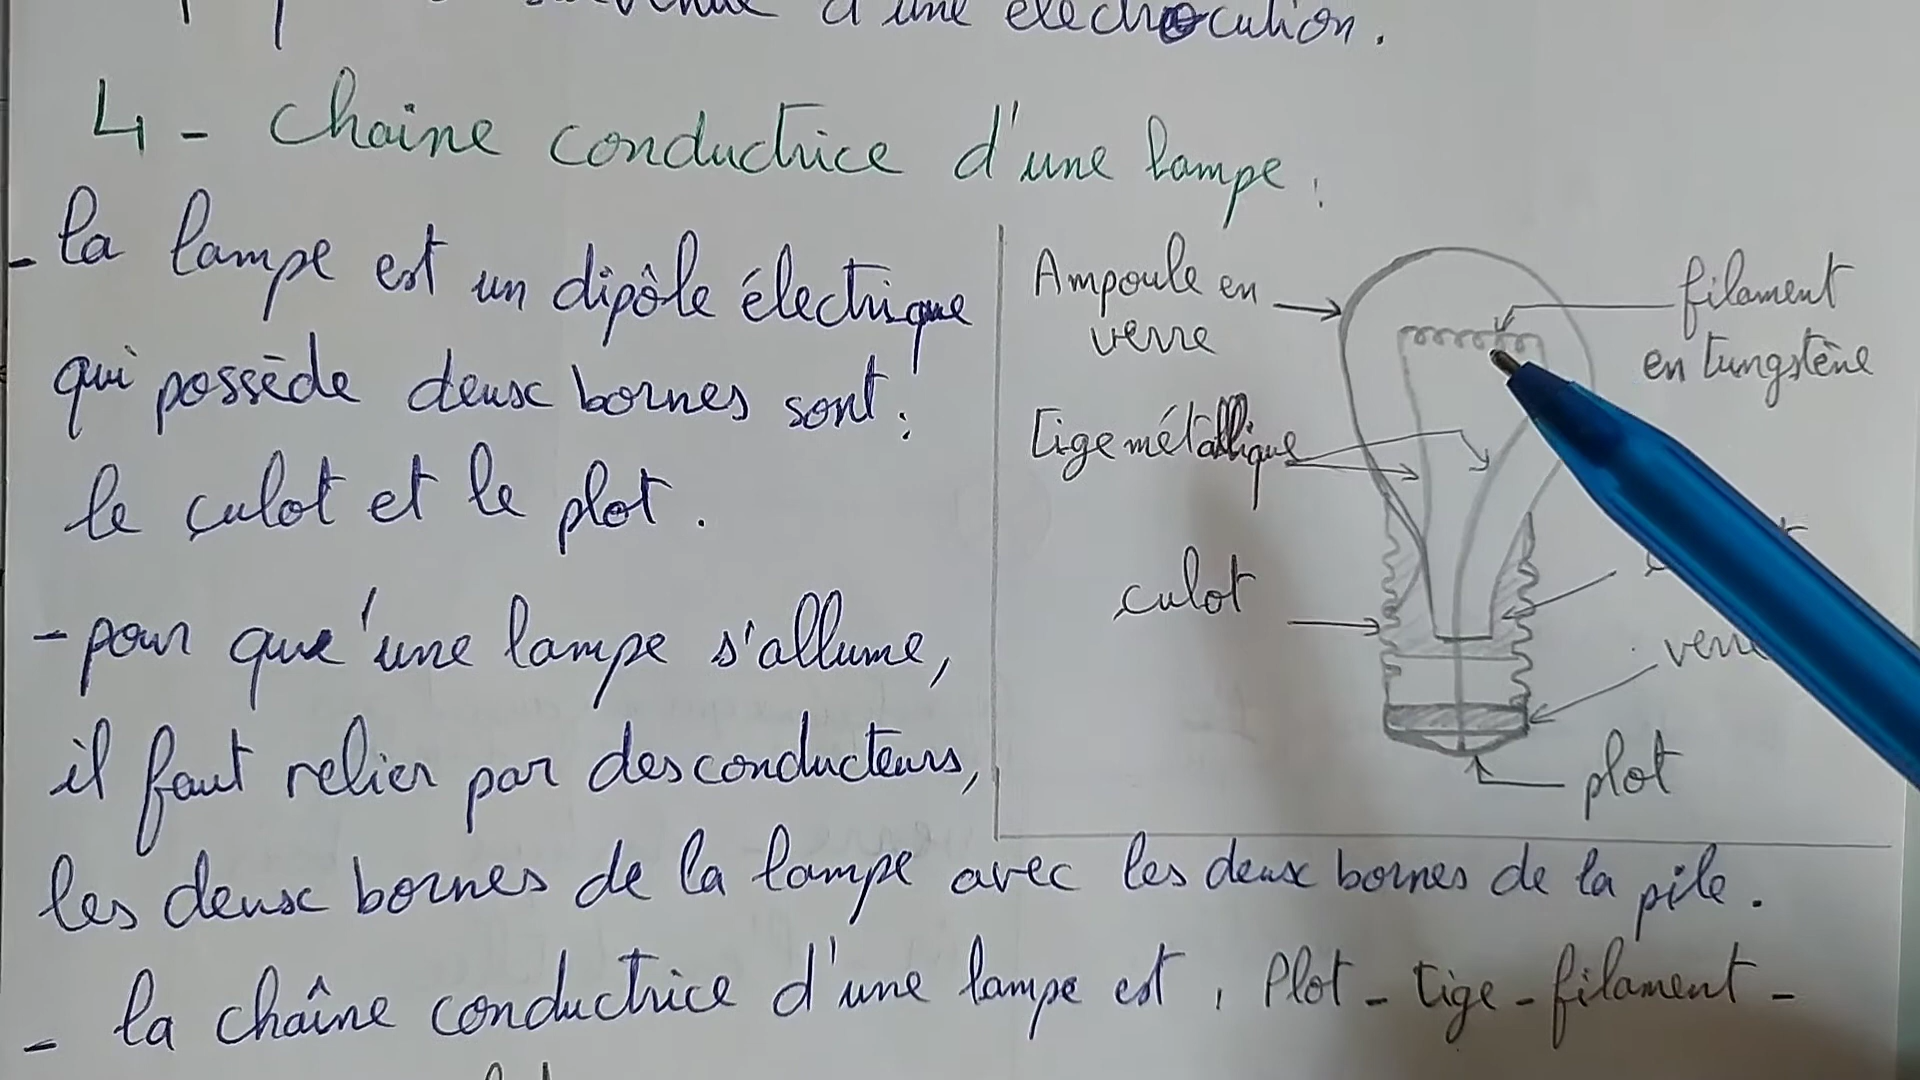 d'une électrocution.
4 - Chaine conductrice d'une lampe :
- la lampe est un dipôle électrique
qui possède deux bornes sont :
le culot et le plot.
- pour que'une lampe s'allume,
il faut relier par des conducteurs,
les deux bornes de la lampe avec les deux bornes de la pile.
- la chaîne conductrice d'une lampe est : Plot - tige - filament -
Ampoule en
verre
filament
en tungstène
Tige métallique
culot
verre
plot